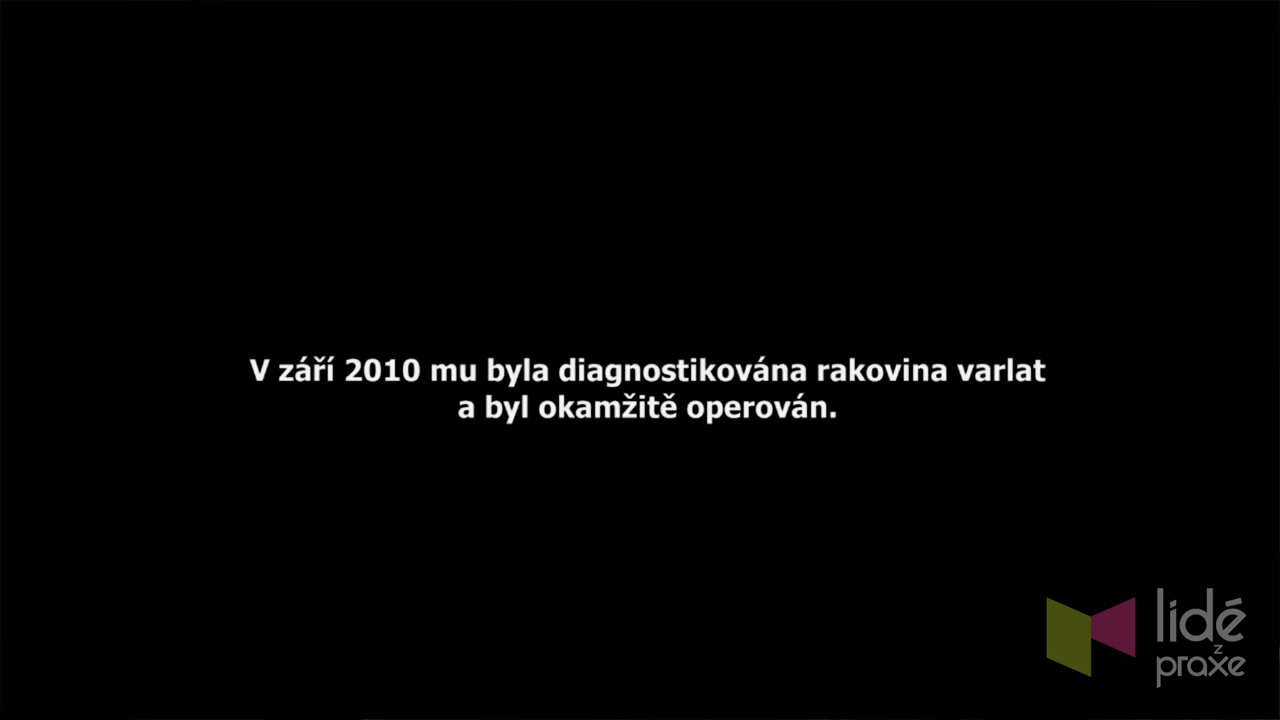 V září 2010 mu byla diagnostikována rakovina varlat
a byl okamžitě operován.
lidé
z
praxe